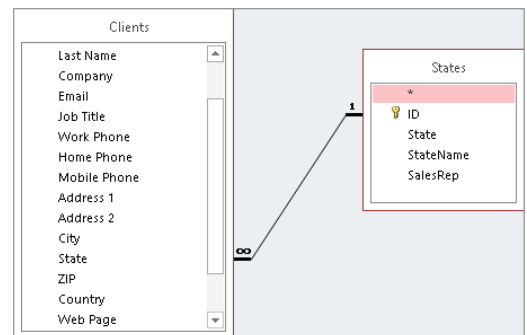 Clients
Last Name
Company
Email
Job Title
Work Phone
Home Phone
Mobile Phone
Address 1
Address 2
City
State
ZIP
Country
Web Page
∞
1
States
*
ID
State
StateName
SalesRep